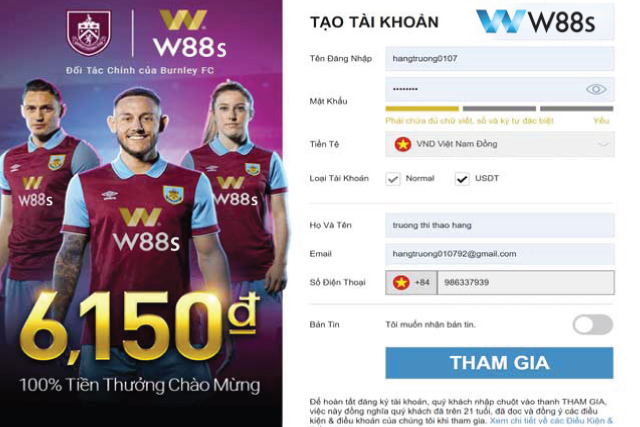 W88s
Đối Tác Chính của Burnley FC
W88s
W88s
W88s
6,150₫
100% Tiền Thưởng Chào Mừng
TẠO TÀI KHOẢN
W88s
Tên Đăng Nhập
hangtruong0107
Mật Khẩu
••••••••
Phải chứa đủ chữ viết, số và ký tự đặc biệt
Yếu
Tiền Tệ
VND Việt Nam Đồng
Loại Tài Khoản
Normal
USDT
Họ Và Tên
truong thi thao hang
Email
hangtruong010792@gmail.com
Số Điện Thoại
+84
986337939
Bản Tin
Tôi muốn nhận bản tin.
THAM GIA
Để hoàn tất đăng ký tài khoản, quý khách nhấp chuột vào thanh THAM GIA,
việc này đồng nghĩa quý khách đã trên 21 tuổi, đã đọc và đồng ý các điều
kiện & điều khoản của chúng tôi khi tham gia. Xem chi tiết về các Điều Kiện &